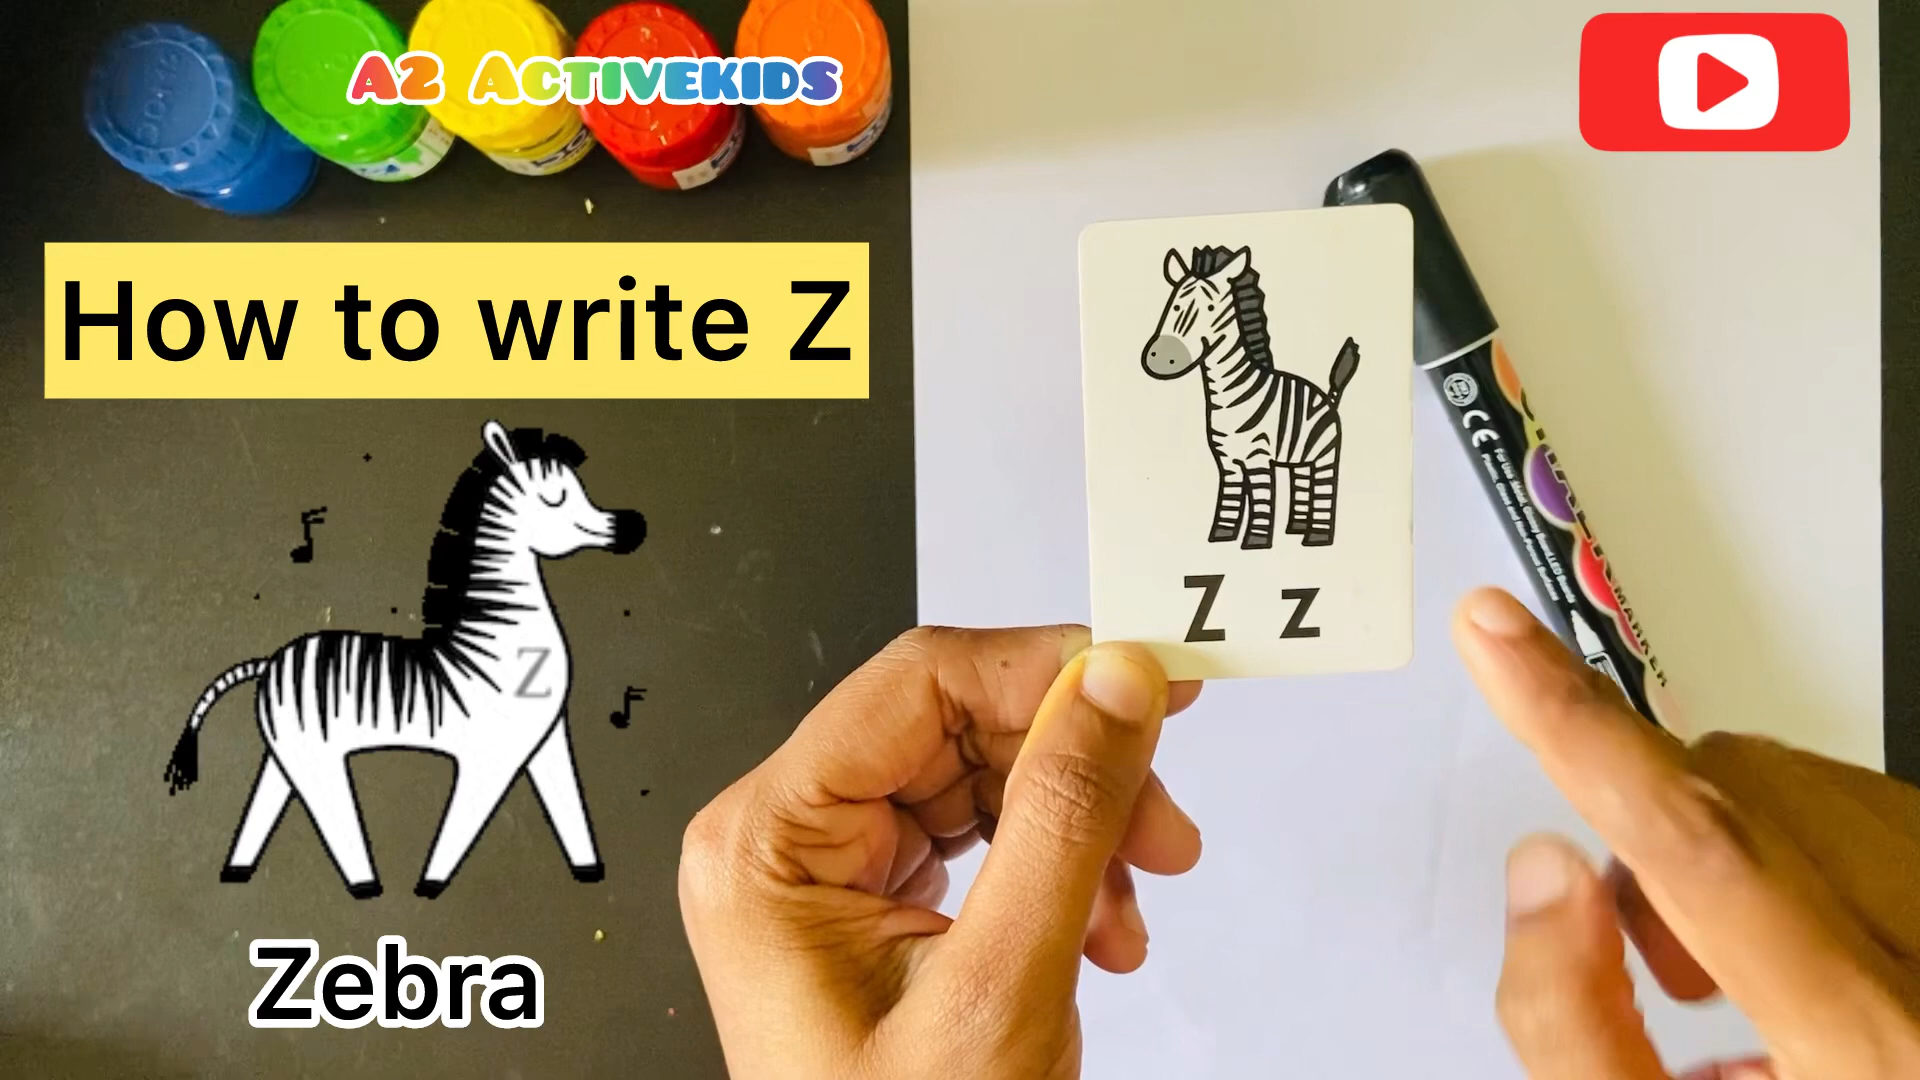 A2 ACTIVEKIDS
How to write Z
Z
Zebra
Z z
CE
MARKER